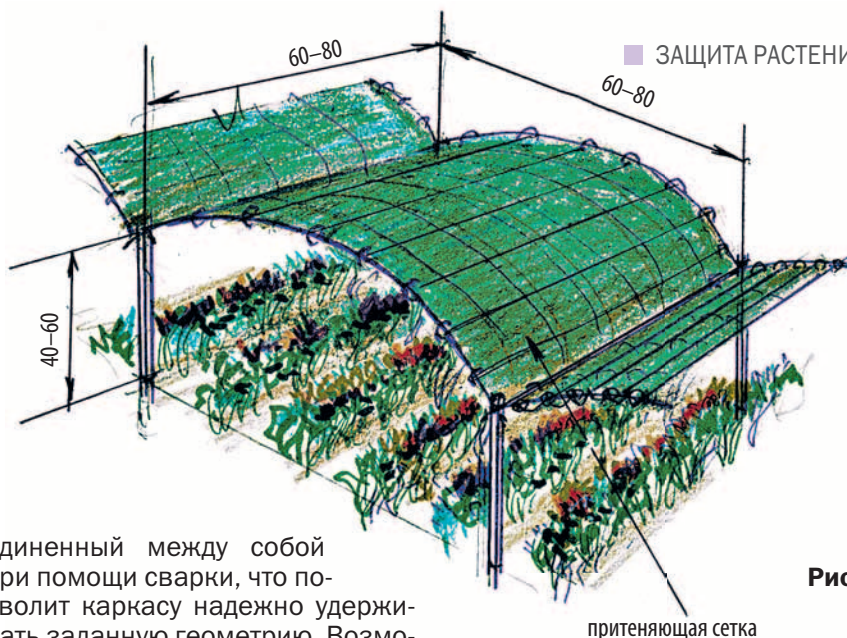 60–80
ЗАЩИТА РАСТЕНИ
60–80
40–60
диненный между собой
ри помощи сварки, что по-
волит каркасу надежно удержи-
ать заданную геометрию. Возмо-
Рис
притеняющая сетка